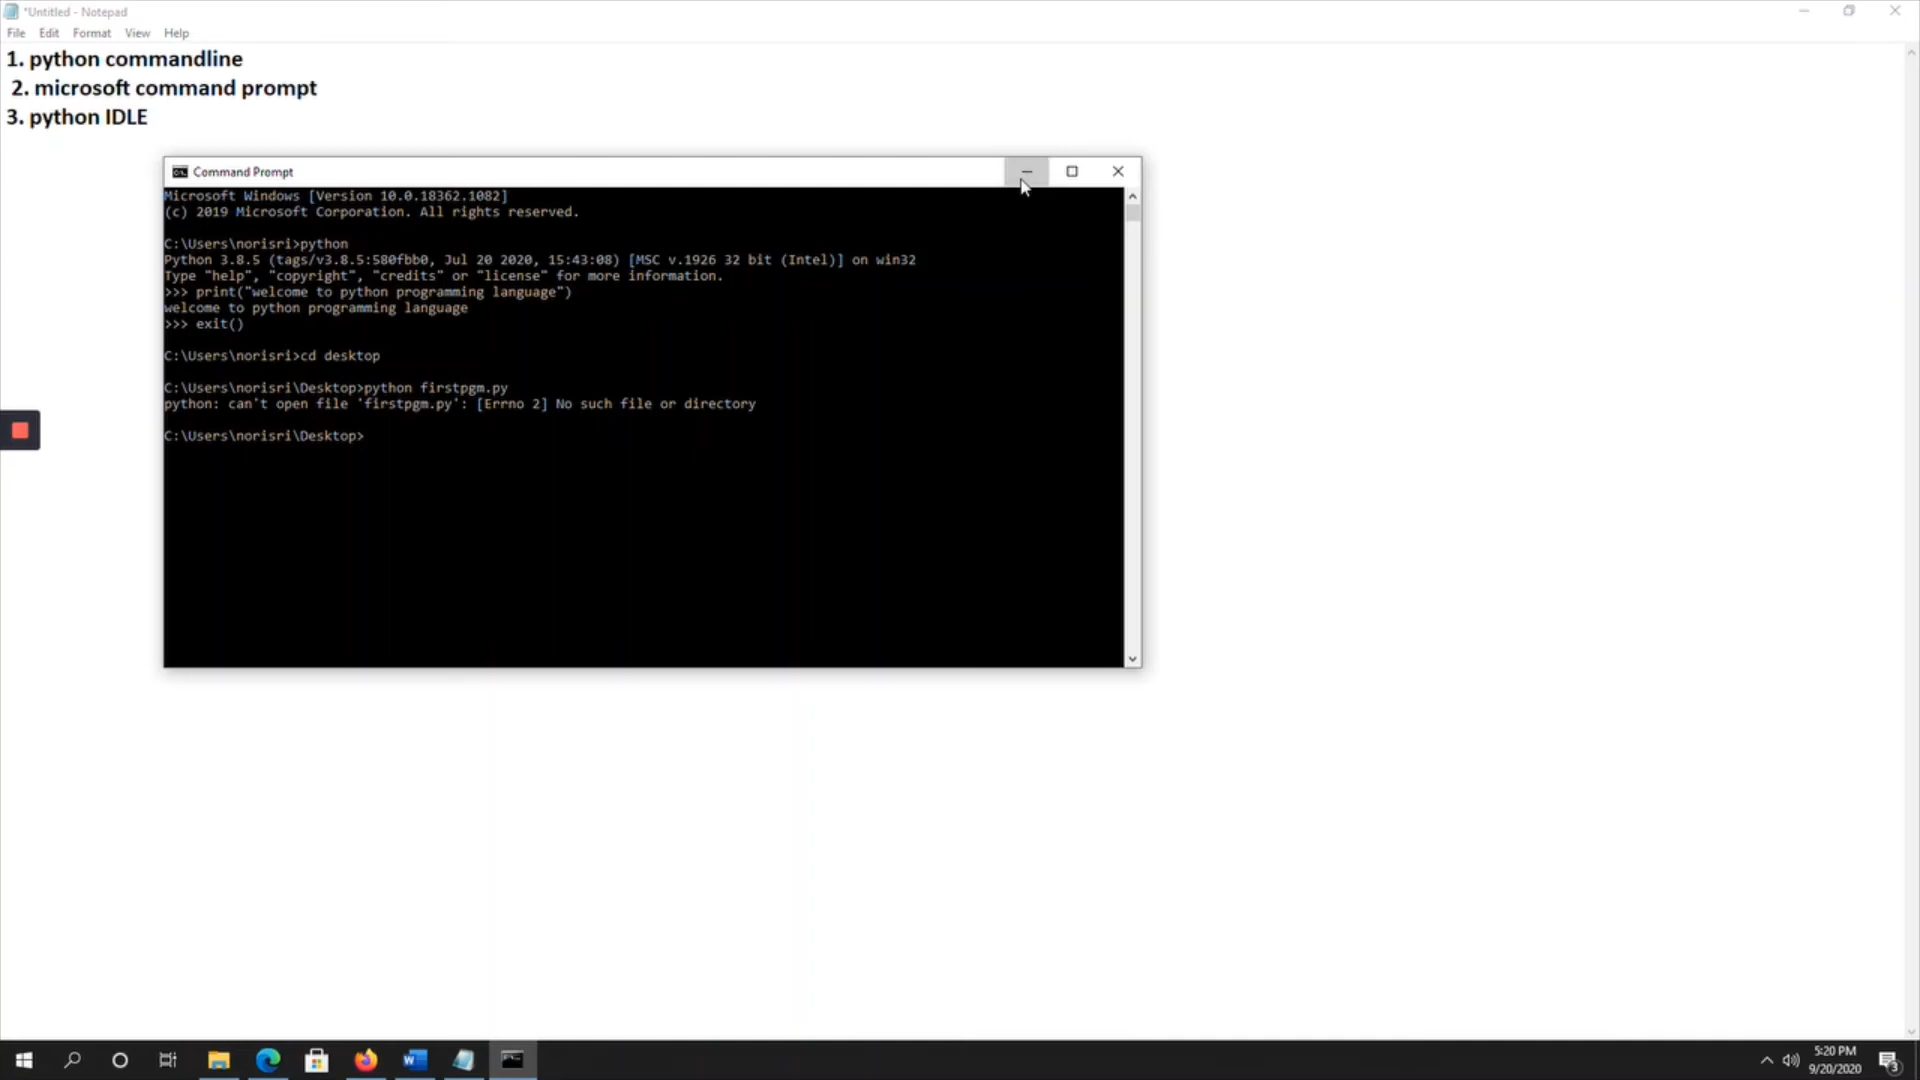 *Untitled - Notepad
File Edit Format View Help
1. python commandline
2. microsoft command prompt
3. python IDLE
Command Prompt
Microsoft Windows [Version 10.0.18362.1082]
(c) 2019 Microsoft Corporation. All rights reserved.
C:\Users\norisri>python
Python 3.8.5 (tags/v3.8.5:580fbb0, Jul 20 2020, 15:43:08) [MSC v.1926 32 bit (Intel)] on win32
Type "help", "copyright", "credits" or "license" for more information.
>>> print("welcome to python programming language")
welcome to python programming language
>>> exit()
C:\Users\norisri>cd desktop
C:\Users\norisri\Desktop>python firstpgm.py
python: can't open file 'firstpgm.py': [Errno 2] No such file or directory
C:\Users\norisri\Desktop>
5:20 PM
9/20/2020
3